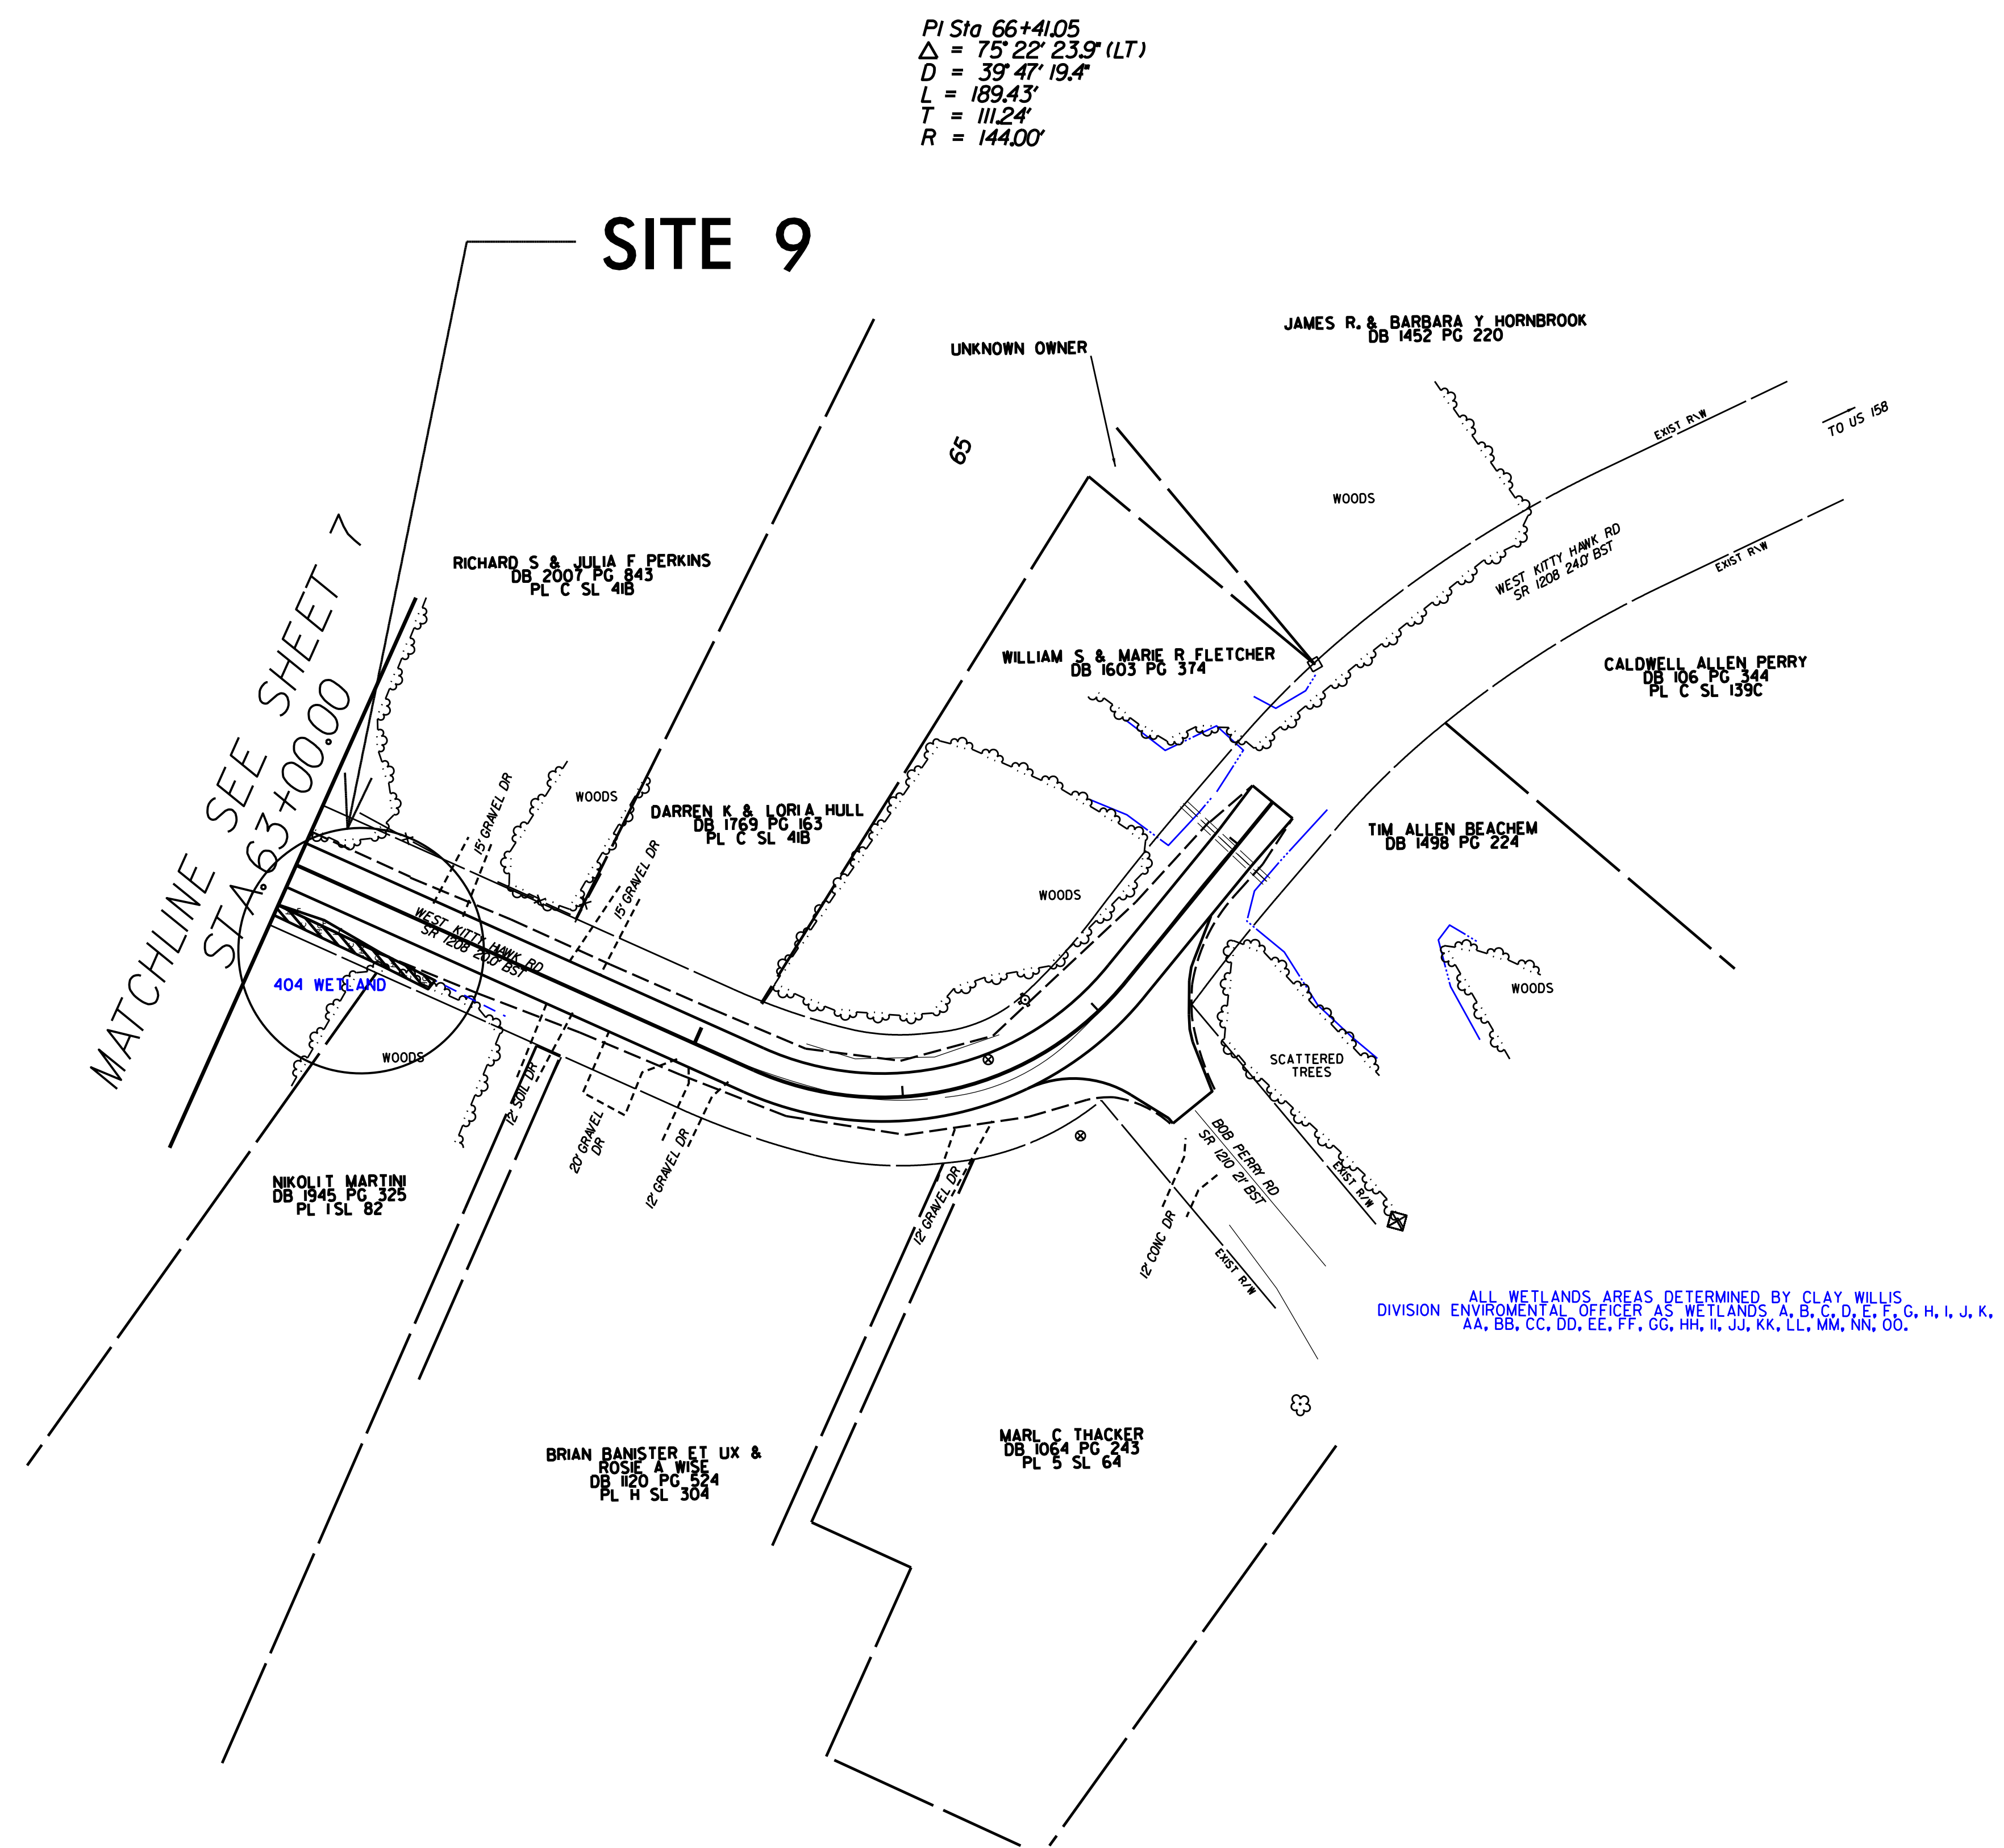 PI Sta 66+41.05
Δ = 75° 22' 23.9" (LT)
D = 39° 47' 19.4"
L = 189.43'
T = 111.24'
R = 144.00'
SITE 9
JAMES R. & BARBARA Y HORNBROOK
DB 1452 PG 220
UNKNOWN OWNER
EXIST R\W
TO US 158
65
WOODS
WEST KITTY HAWK RD
SR 1208 24.0' BST
EXIST R\W
MATCHLINE SEE SHEET 7
STA. 63+00.00
RICHARD S & JULIA F PERKINS
DB 2007 PG 843
PL C SL 41B
WILLIAM S & MARIE R FLETCHER
DB 1603 PG 374
CALDWELL ALLEN PERRY
DB 106 PG 344
PL C SL 139C
15' GRAVEL DR
WOODS
DARREN K & LORI A HULL
DB 1769 PG 163
PL C SL 41B
15' GRAVEL DR
TIM ALLEN BEACHEM
DB 1498 PG 224
WOODS
WEST KITTY HAWK RD
SR 1208 20.0' BST
404 WETLAND
WOODS
WOODS
SCATTERED
TREES
12' SOIL DR
20' GRAVEL
DR
12' GRAVEL DR
12' GRAVEL DR
BOB PERRY RD
SR 1210 21' BST
EXIST R/W
12' CONC DR
EXIST R/W
NIKOLI T MARTINI
DB 1945 PG 325
PL 1 SL 82
ALL WETLANDS AREAS DETERMINED BY CLAY WILLIS
DIVISION ENVIROMENTAL OFFICER AS WETLANDS A, B, C, D, E, F, G, H, I, J, K,
AA, BB, CC, DD, EE, FF, GG, HH, II, JJ, KK, LL, MM, NN, OO.
BRIAN BANISTER ET UX &
ROSIE A WISE
DB 1120 PG 524
PL H SL 304
MARL C THACKER
DB 1064 PG 243
PL 5 SL 64